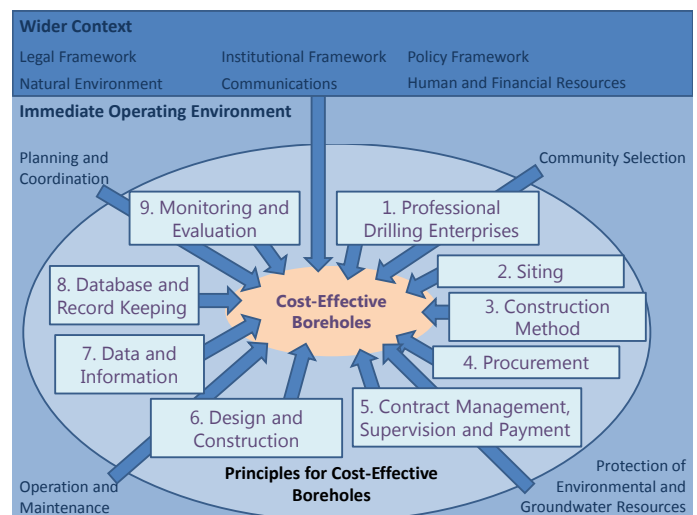 Wider Context
Legal Framework
Institutional Framework
Policy Framework
Natural Environment
Communications
Human and Financial Resources
Immediate Operating Environment
Planning and
Coordination
Community Selection
9. Monitoring and
Evaluation
1. Professional
Drilling Enterprises
2. Siting
8. Database and
Record Keeping
Cost-Effective
Boreholes
3. Construction
Method
7. Data and
Information
4. Procurement
6. Design and
Construction
5. Contract Management,
Supervision and Payment
Principles for Cost-Effective
Boreholes
Operation and
Maintenance
Protection of
Environmental and
Groundwater Resources